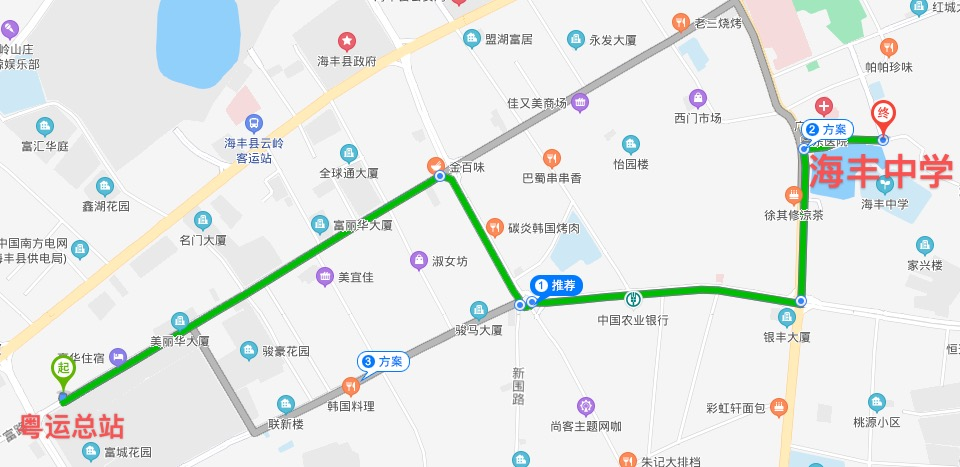 岭山庄
娱乐部
海丰县政府
盟湖富居
永发大厦
老三烧烤
红城大
帕帕珍味
佳又美商场
西门市场
富汇华庭
海丰县云岭
客运站
全球通大厦
金百味
巴蜀串串香
怡园楼
2 方案
终
东医院
海丰中学
海丰中学
鑫湖花园
名门大厦
富丽华大厦
碳炎韩国烤肉
徐其修凉茶
中国南方电网
海丰县供电局)
美宜佳
淑女坊
家兴楼
1 推荐
中国农业银行
美丽华大厦
骏马大厦
银丰大厦
华住宿
骏豪花园
3 方案
起
新围路
韩国料理
粤运总站
富
联新楼
尚客主题网咖
彩虹轩面包
桃源小区
富城花园
朱记大排档